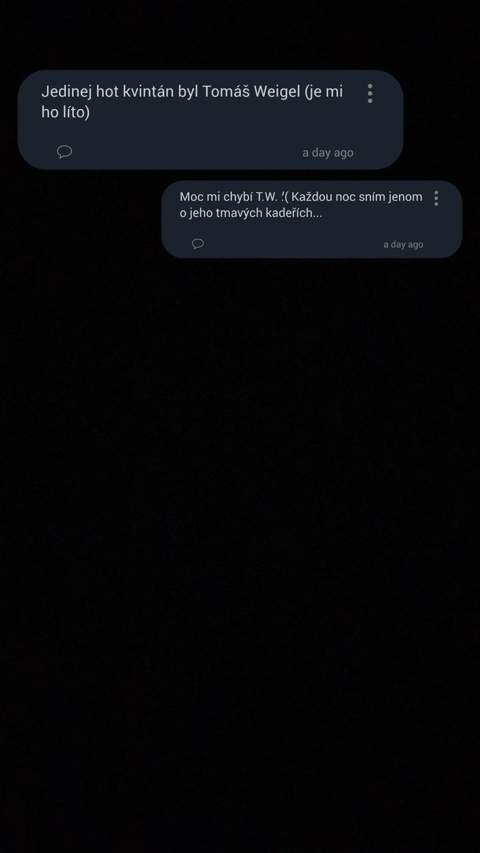 Jedinej hot kvintán byl Tomáš Weigel (je mi
ho líto)
a day ago
Moc mi chybí T.W. :'( Každou noc sním jenom
o jeho tmavých kadeřích...
a day ago